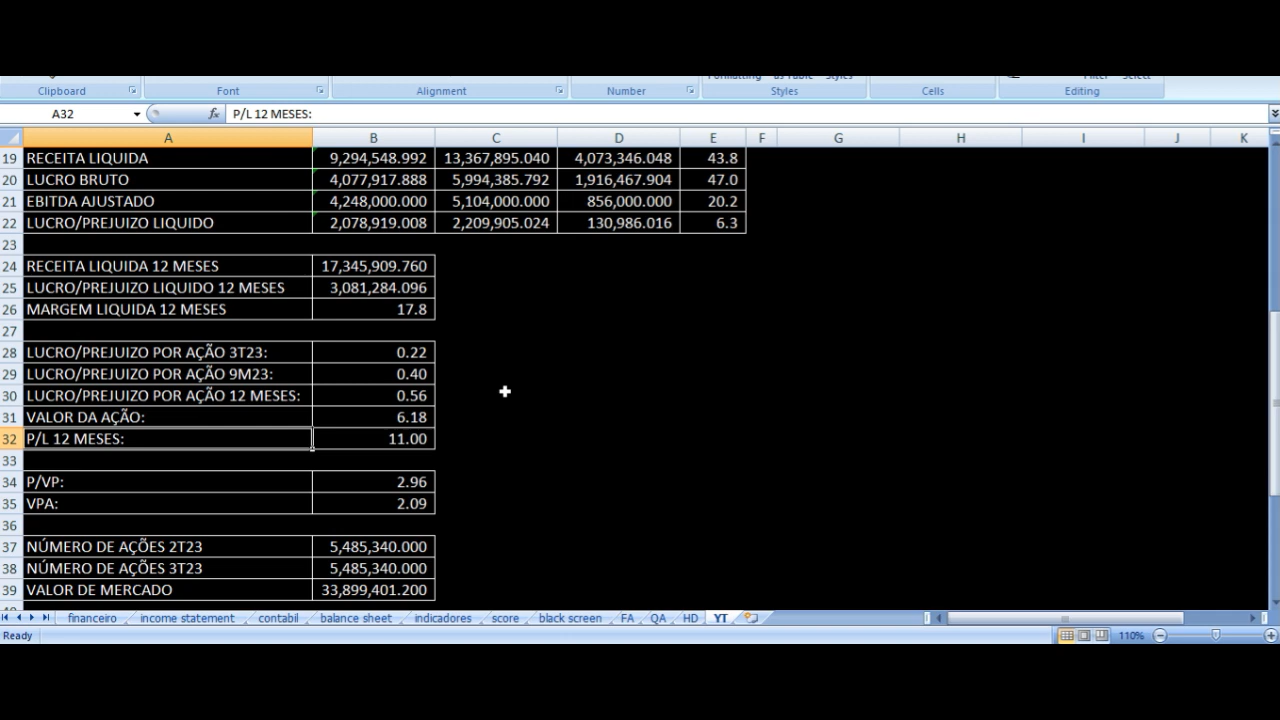 Clipboard Font Alignment Number Styles Cells Editing
A32 fx P/L 12 MESES:
A B C D E F G H I J K
19 RECEITA LIQUIDA 9,294,548.992 13,367,895.040 4,073,346.048 43.8
20 LUCRO BRUTO 4,077,917.888 5,994,385.792 1,916,467.904 47.0
21 EBITDA AJUSTADO 4,248,000.000 5,104,000.000 856,000.000 20.2
22 LUCRO/PREJUIZO LIQUIDO 2,078,919.008 2,209,905.024 130,986.016 6.3
23
24 RECEITA LIQUIDA 12 MESES 17,345,909.760
25 LUCRO/PREJUIZO LIQUIDO 12 MESES 3,081,284.096
26 MARGEM LIQUIDA 12 MESES 17.8
27
28 LUCRO/PREJUIZO POR AÇÃO 3T23: 0.22
29 LUCRO/PREJUIZO POR AÇÃO 9M23: 0.40
30 LUCRO/PREJUIZO POR AÇÃO 12 MESES: 0.56
31 VALOR DA AÇÃO: 6.18
32 P/L 12 MESES: 11.00
33
34 P/VP: 2.96
35 VPA: 2.09
36
37 NÚMERO DE AÇÕES 2T23 5,485,340.000
38 NÚMERO DE AÇÕES 3T23 5,485,340.000
39 VALOR DE MERCADO 33,899,401.200
financeiro income statement contabil balance sheet indicadores score black screen FA QA HD YT
Ready 110%